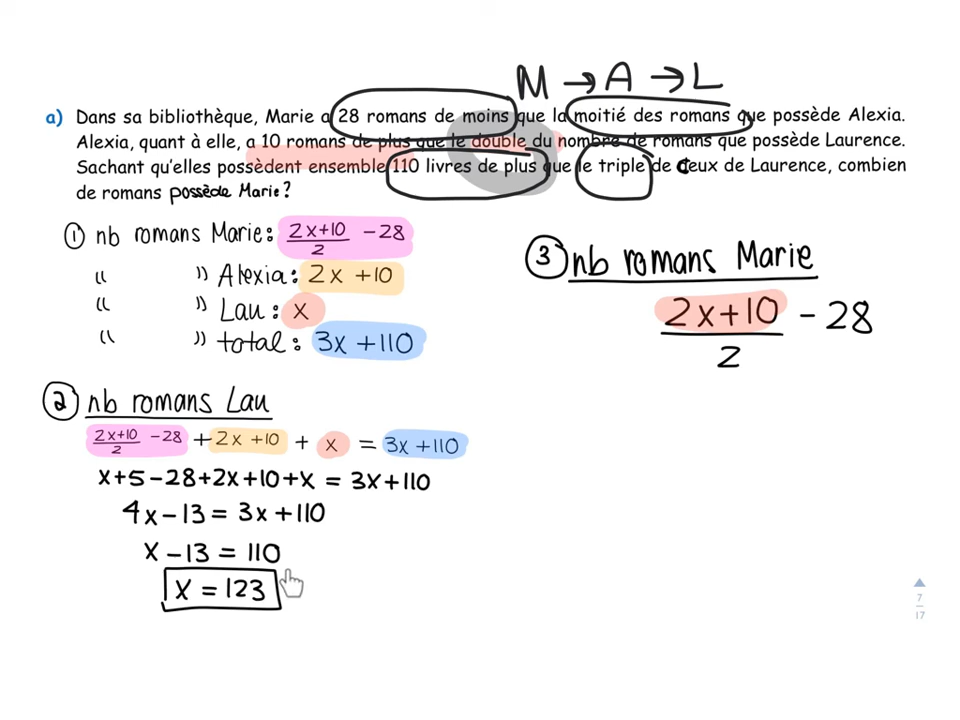 M → A → L
a) Dans sa bibliothèque, Marie a 28 romans de moins que la moitié des romans que possède Alexia.
Alexia, quant à elle, a 10 romans de plus que le double du nombre de romans que possède Laurence.
Sachant qu'elles possèdent ensemble 110 livres de plus que le triple de ceux de Laurence, combien
de romans possède Marie?
① nb romans Marie: (2x+10)/2 - 28
" " Alexia: 2x + 10
" " Lau: x
" " total: 3x + 110
② nb romans Lau
(2x+10)/2 - 28 + 2x + 10 + x = 3x + 110
x + 5 - 28 + 2x + 10 + x = 3x + 110
4x - 13 = 3x + 110
x - 13 = 110
x = 123
③ nb romans Marie
(2x+10)/2 - 28
7
17